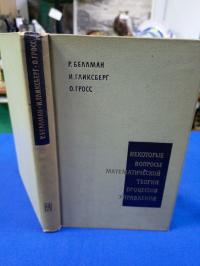 Р. БЕЛЛМАН
И. ГЛИКСБЕРГ
О. ГРОСС
НЕКОТОРЫЕ
ВОПРОСЫ
МАТЕМАТИЧЕСКОЙ
ТЕОРИИ
ПРОЦЕССОВ
УПРАВЛЕНИЯ
Р. БЕЛЛМАН · И. ГЛИКСБЕРГ · О. ГРОСС